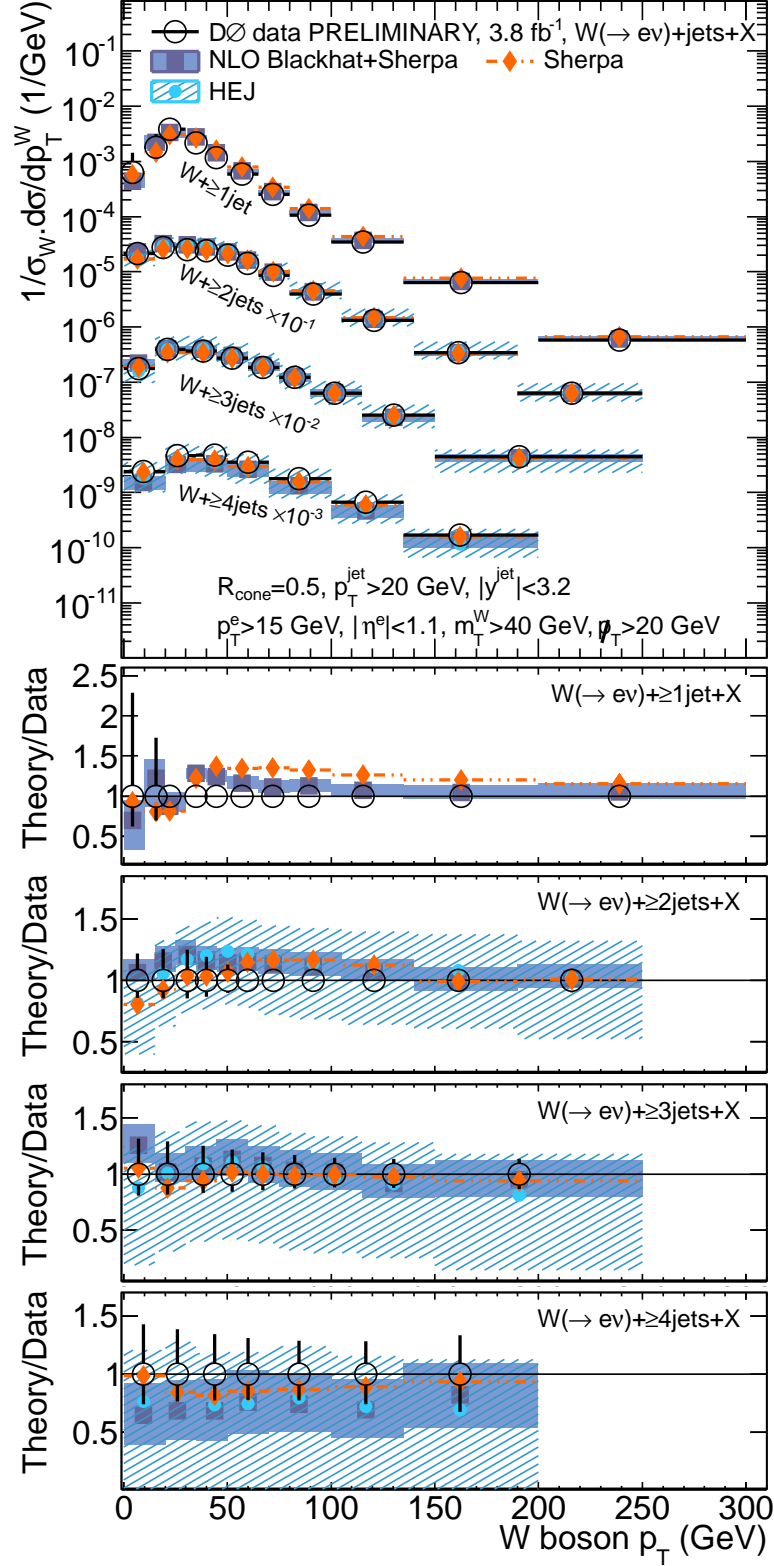 DØ data PRELIMINARY, 3.8 fb⁻¹, W(→ eν)+jets+X
NLO Blackhat+Sherpa Sherpa
HEJ
1/σ_W.dσ/dp_T^W (1/GeV)
10⁻¹
10⁻²
10⁻³
10⁻⁴
10⁻⁵
10⁻⁶
10⁻⁷
10⁻⁸
10⁻⁹
10⁻¹⁰
10⁻¹¹
W+≥1jet
W+≥2jets ×10⁻¹
W+≥3jets ×10⁻²
W+≥4jets ×10⁻³
R_cone=0.5, p_T^jet>20 GeV, |y^jet|<3.2
p_T^e>15 GeV, |η^e|<1.1, m_T^W>40 GeV, p̸_T>20 GeV
Theory/Data
2.5
2
1.5
1
0.5
W(→ eν)+≥1jet+X
Theory/Data
1.5
1
0.5
W(→ eν)+≥2jets+X
Theory/Data
1.5
1
0.5
W(→ eν)+≥3jets+X
Theory/Data
1.5
1
0.5
W(→ eν)+≥4jets+X
0 50 100 150 200 250 300
W boson p_T (GeV)